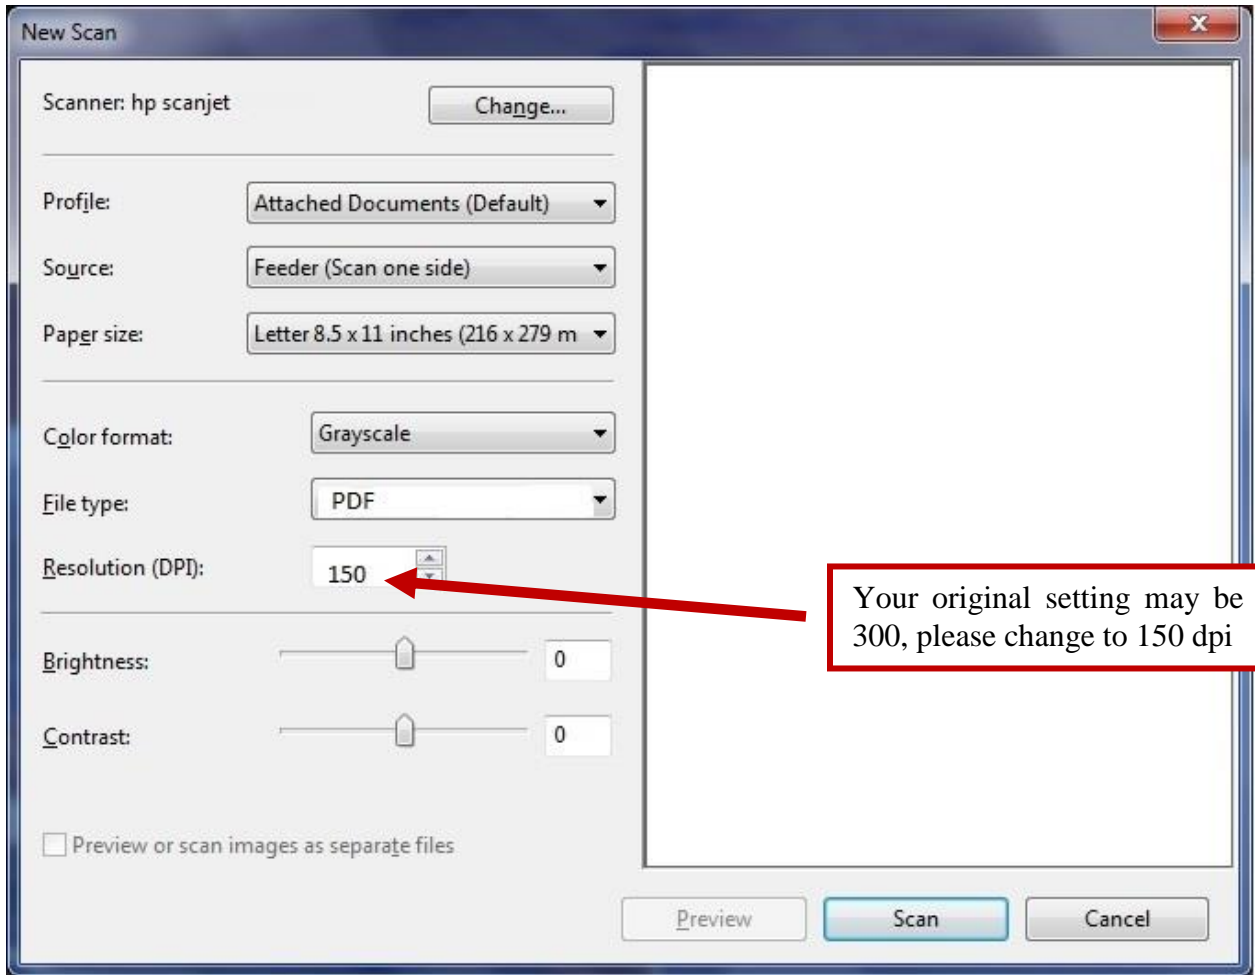 New Scan
X
Scanner: hp scanjet
Change...
Profile:
Attached Documents (Default)
Source:
Feeder (Scan one side)
Paper size:
Letter 8.5 x 11 inches (216 x 279 m
Color format:
Grayscale
File type:
PDF
Resolution (DPI):
150
Your original setting may be
300, please change to 150 dpi
Brightness:
0
Contrast:
0
Preview or scan images as separate files
Preview
Scan
Cancel